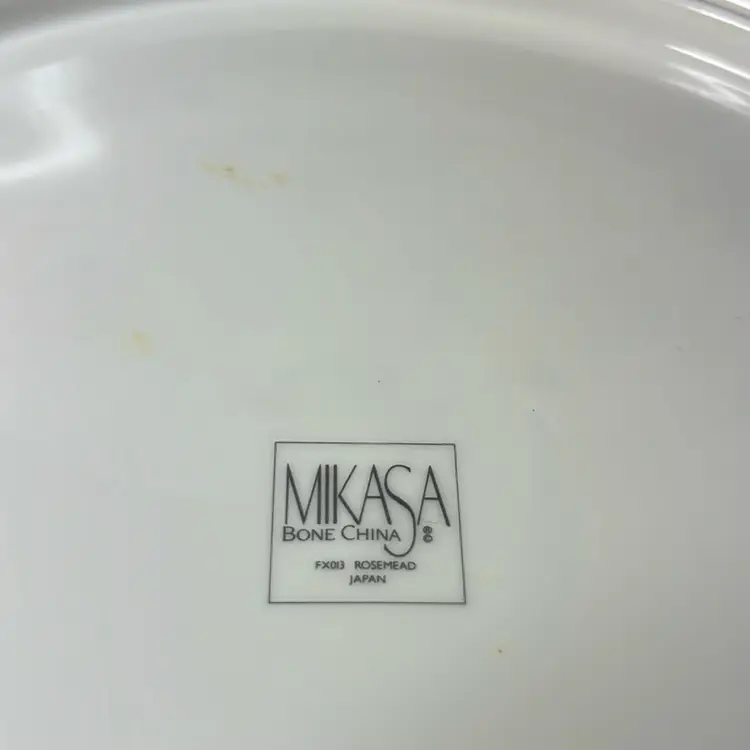 MIKASA
BONE CHINA ® ©
FX013 ROSEMEAD
JAPAN